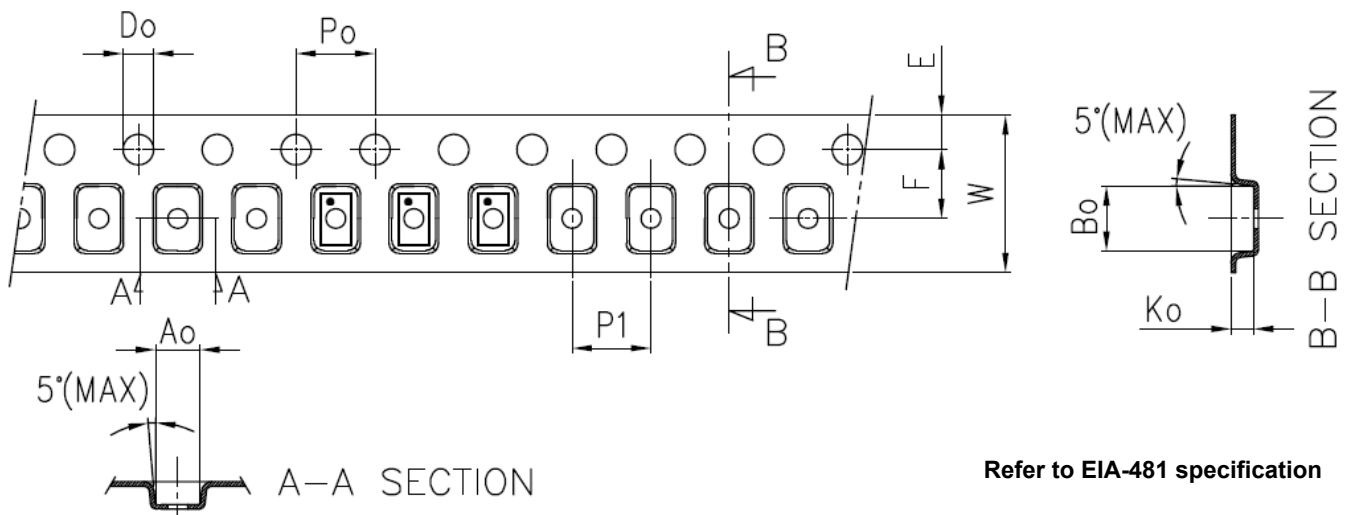 Do
Po
B
E
5°(MAX)
F
W
Bo
B-B SECTION
A
A
Ko
P1
B
Ao
5°(MAX)
A-A SECTION
Refer to EIA-481 specification